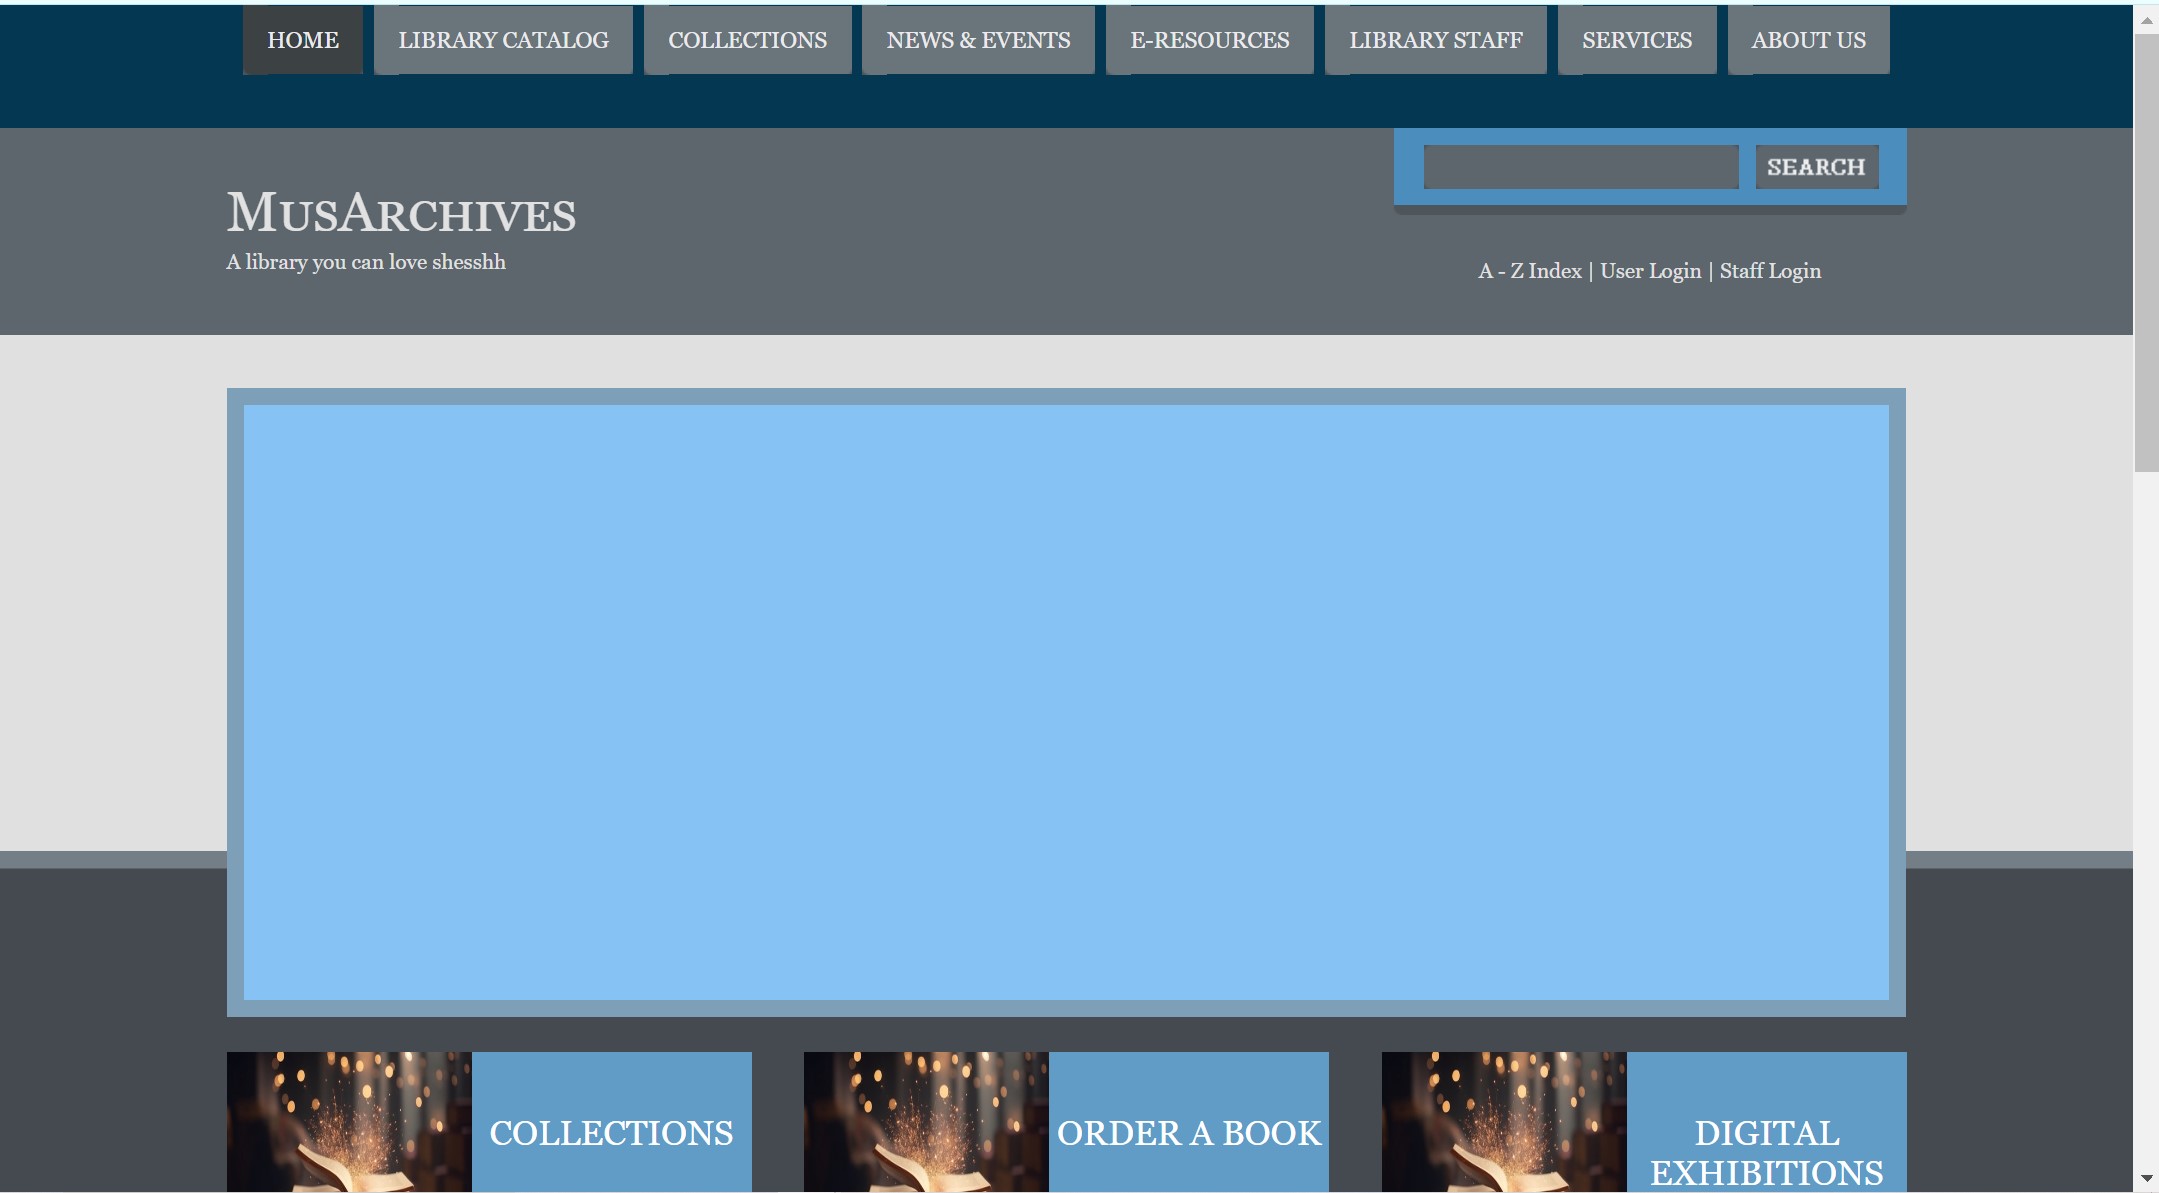 HOME LIBRARY CATALOG COLLECTIONS NEWS & EVENTS E-RESOURCES LIBRARY STAFF SERVICES ABOUT US
SEARCH
MUSARCHIVES
A library you can love shesshh
A - Z Index | User Login | Staff Login
COLLECTIONS
ORDER A BOOK
DIGITAL
EXHIBITIONS